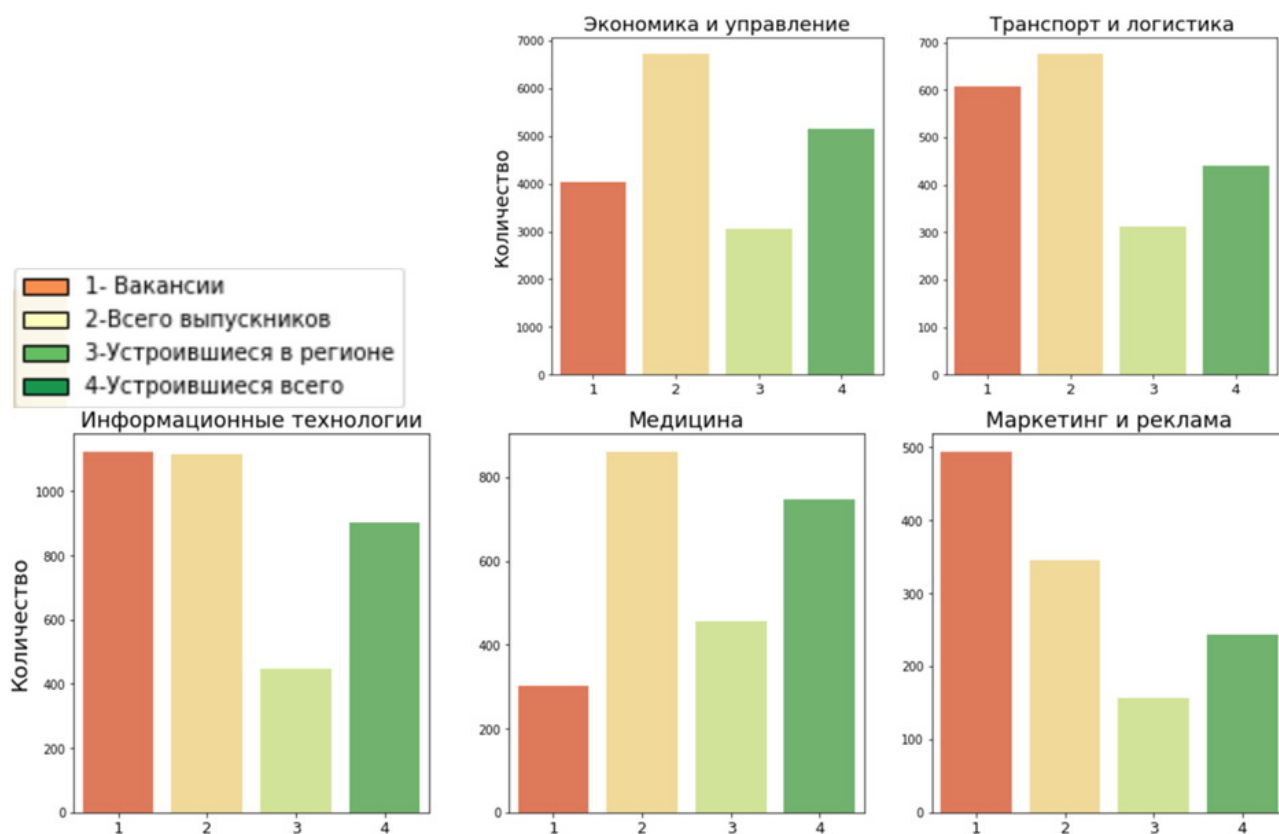 Экономика и управление
Количество
7000
6000
5000
4000
3000
2000
1000
0
1 2 3 4
Транспорт и логистика
700
600
500
400
300
200
100
0
1 2 3 4
1- Вакансии
2-Всего выпускников
3-Устроившиеся в регионе
4-Устроившиеся всего
Информационные технологии
Количество
1000
800
600
400
200
0
1 2 3 4
Медицина
800
600
400
200
0
1 2 3 4
Маркетинг и реклама
500
400
300
200
100
0
1 2 3 4